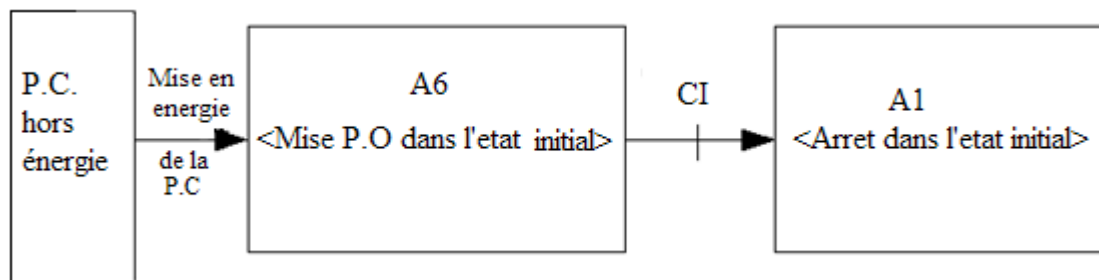 P.C.
hors
énergie
Mise en
energie
de la
P.C
A6
<Mise P.O dans l'etat initial>
CI
A1
<Arret dans l'etat initial>